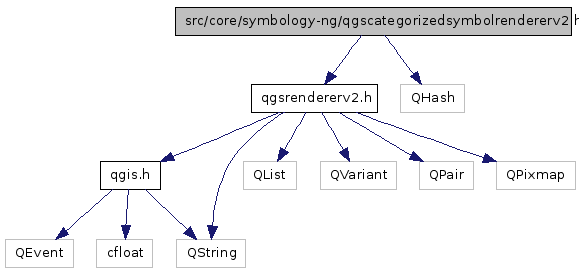 src/core/symbology-ng/qgscategorizedsymbolrendererv2.h
qgsrendererv2.h
QHash
qgis.h
QList
QVariant
QPair
QPixmap
QEvent
cfloat
QString